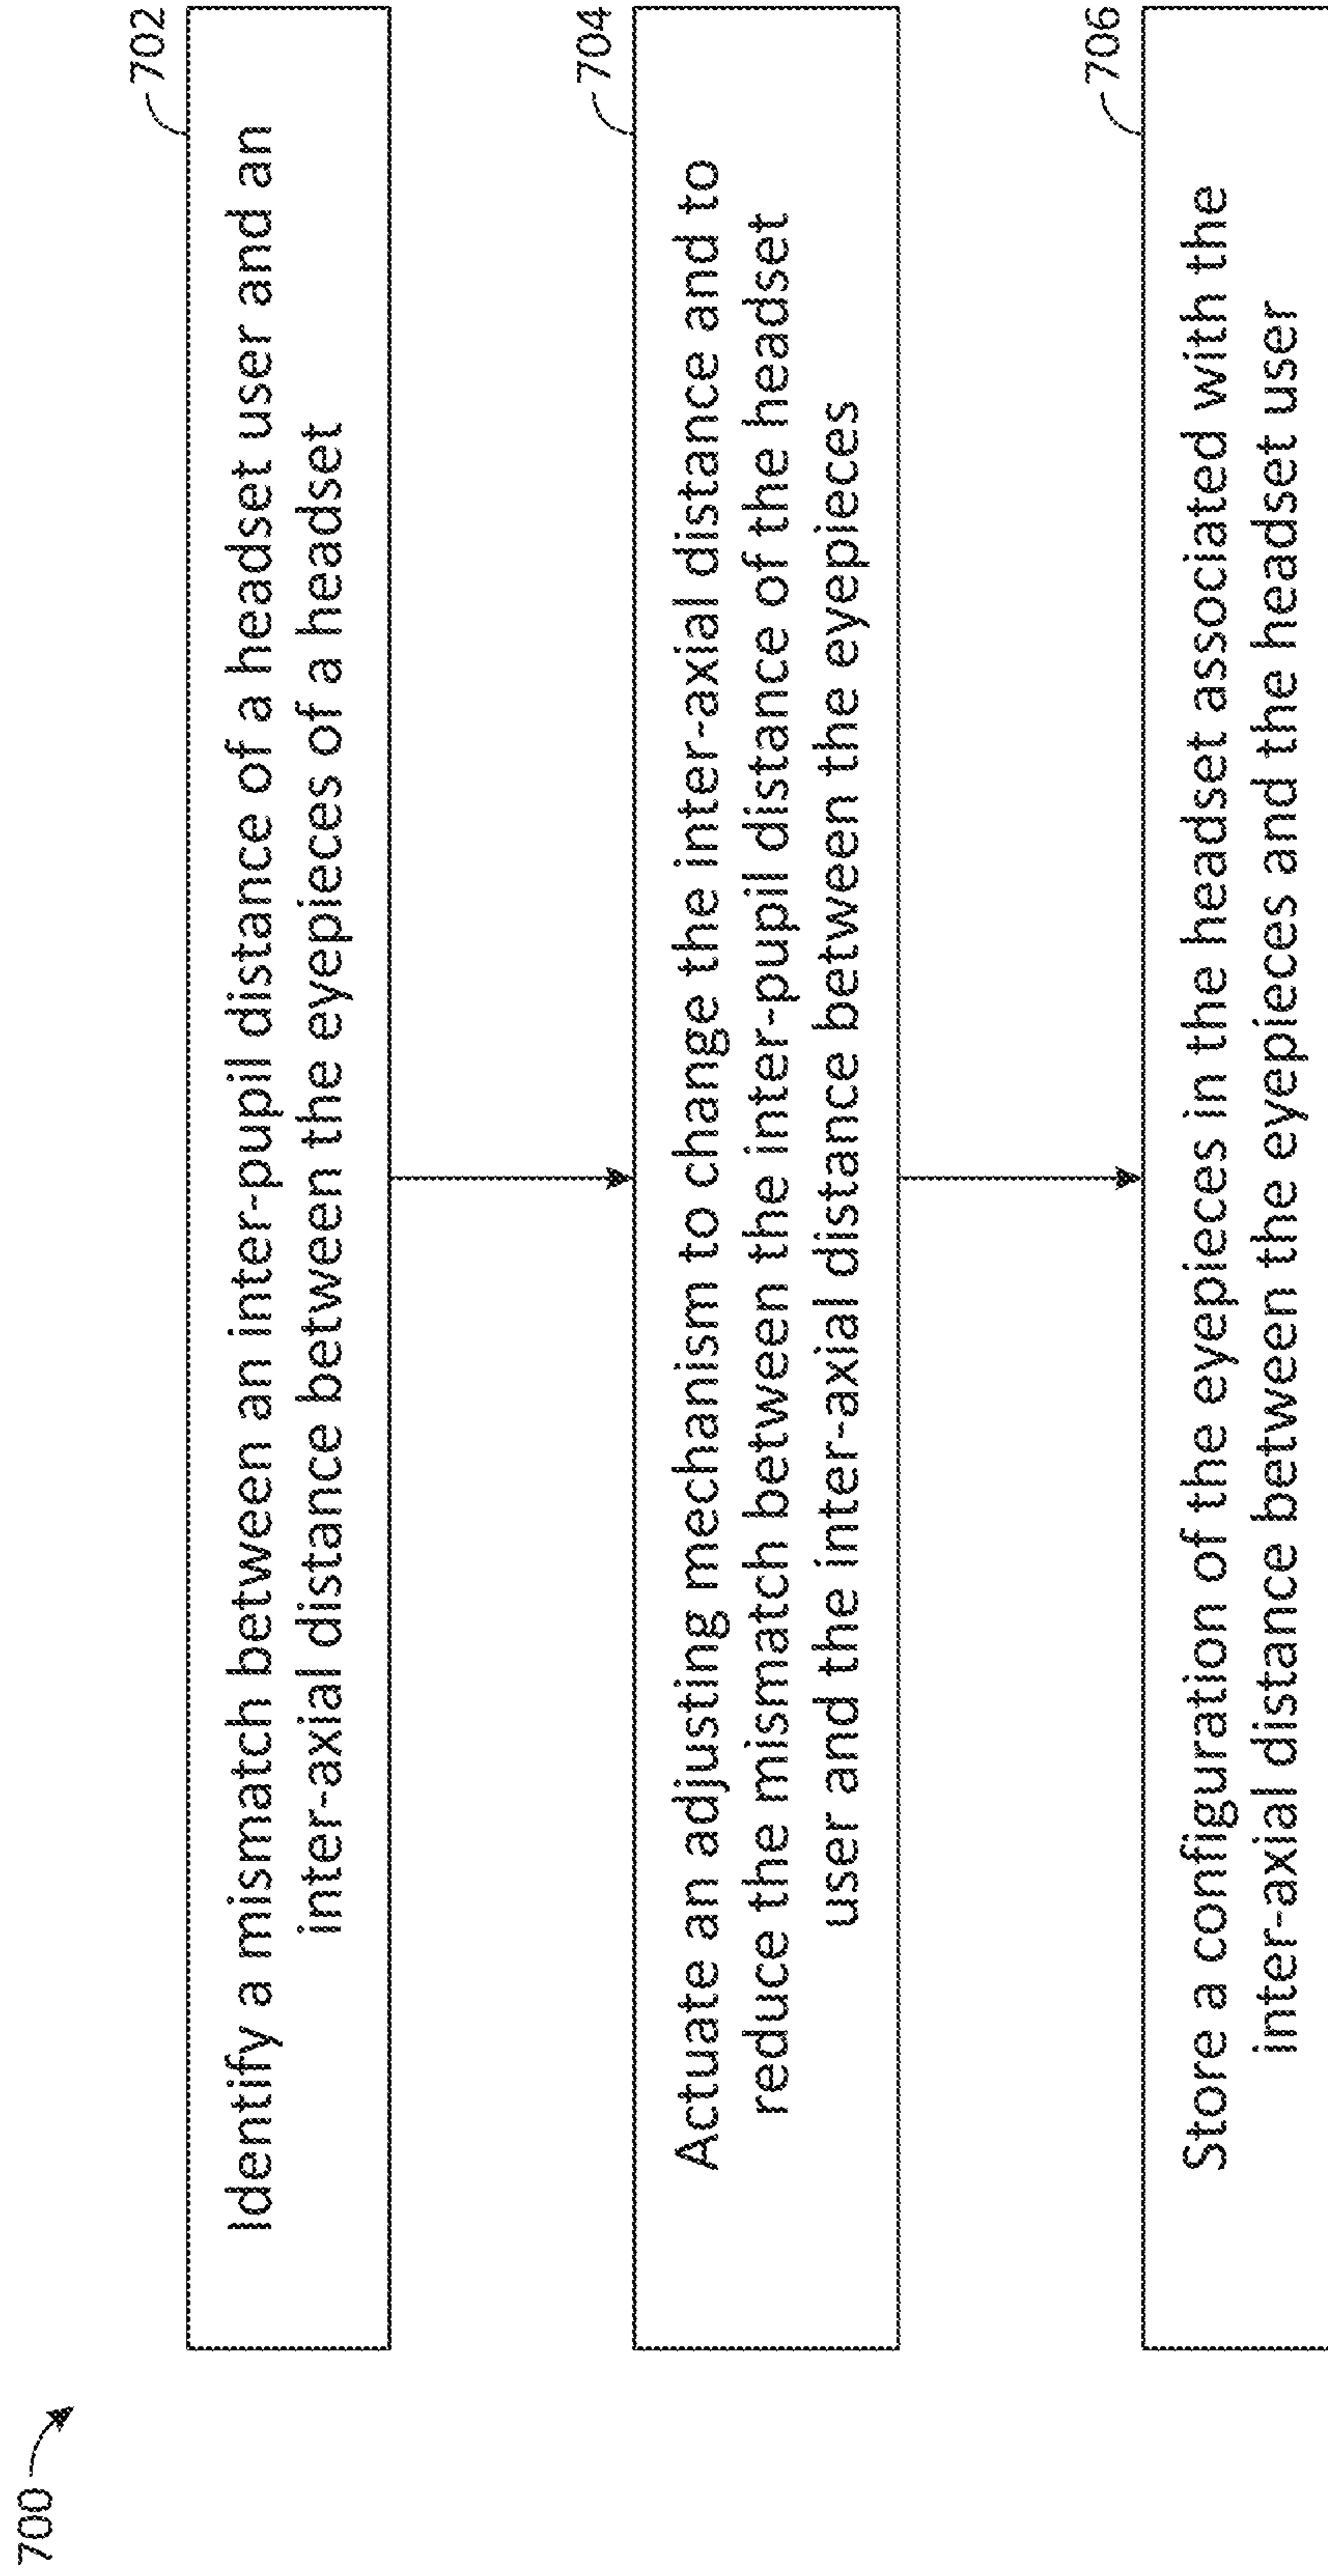 700
702
Identify a mismatch between an inter-pupil distance of a headset user and an
inter-axial distance between the eyepieces of a headset
704
Actuate an adjusting mechanism to change the inter-axial distance and to
reduce the mismatch between the inter-pupil distance of the headset
user and the inter-axial distance between the eyepieces
706
Store a configuration of the eyepieces in the headset associated with the
inter-axial distance between the eyepieces and the headset user